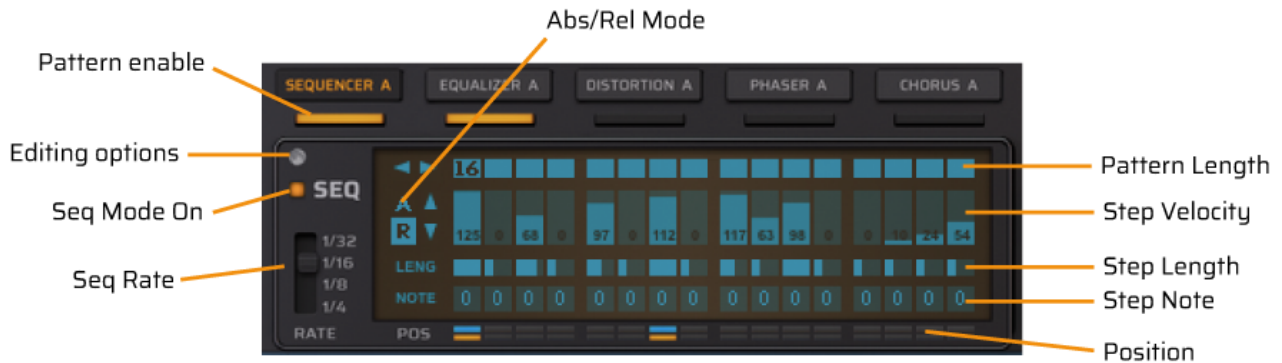 Abs/Rel Mode
Pattern enable
SEQUENCER A
EQUALIZER A
DISTORTION A
PHASER A
CHORUS A
Editing options
16
Pattern Length
Seq Mode On
SEQ
A
R
125 0 68 0 97 0 112 0 117 63 98 0 0 10 24 54
Step Velocity
Seq Rate
1/32
1/16
1/8
1/4
LENG
Step Length
NOTE
0 0 0 0 0 0 0 0 0 0 0 0 0 0 0 0
Step Note
RATE
POS
Position